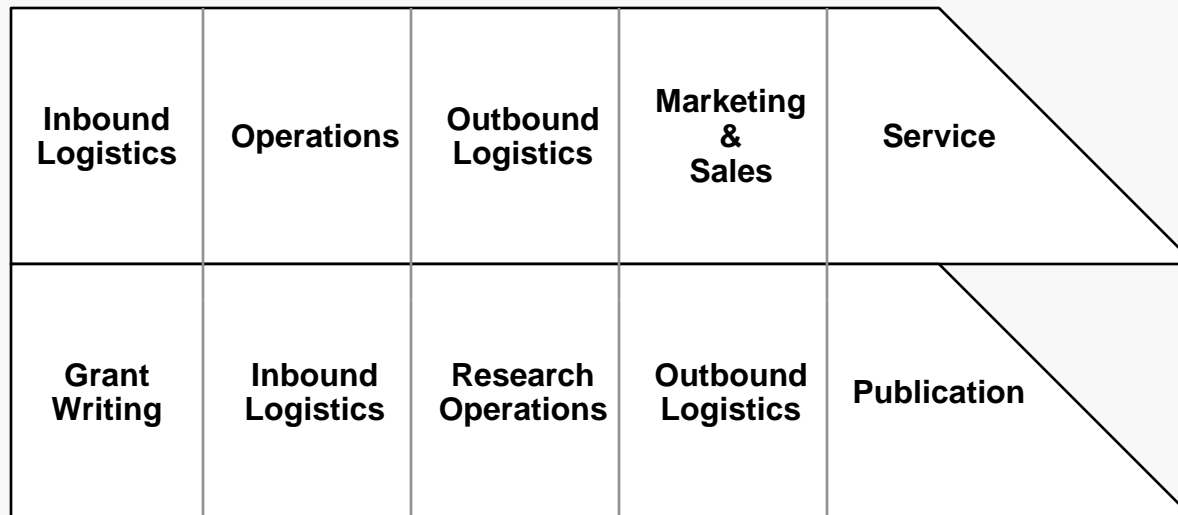 Inbound
Logistics
Operations
Outbound
Logistics
Marketing
&
Sales
Service
Grant
Writing
Inbound
Logistics
Research
Operations
Outbound
Logistics
Publication